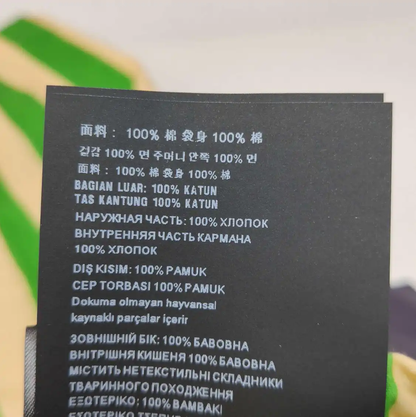 面料： 100% 棉 袋身 100% 棉
겉감 100% 면 주머니 안쪽 100% 면
面料： 100% 棉 袋身 100% 棉
BAGIAN LUAR: 100% KATUN
TAS KANTUNG 100% KATUN
НАРУЖНАЯ ЧАСТЬ: 100% ХЛОПОК
ВНУТРЕННЯЯ ЧАСТЬ КАРМАНА
100% ХЛОПОК
DIŞ KISIM: 100% PAMUK
CEP TORBASI 100% PAMUK
Dokuma olmayan hayvansal
kaynaklı parçalar içerir
ЗОВНІШНІЙ БІК: 100% БАВОВНА
ВНІТРІШНЯ КИШЕНЯ 100% БАВОВНА
МІСТИТЬ НЕТЕКСТИЛЬНІ СКЛАДНИКИ
ТВАРИННОГО ПОХОДЖЕННЯ
ΕΞΩΤΕΡΙΚΟ: 100% ΒΑΜΒΑΚΙ